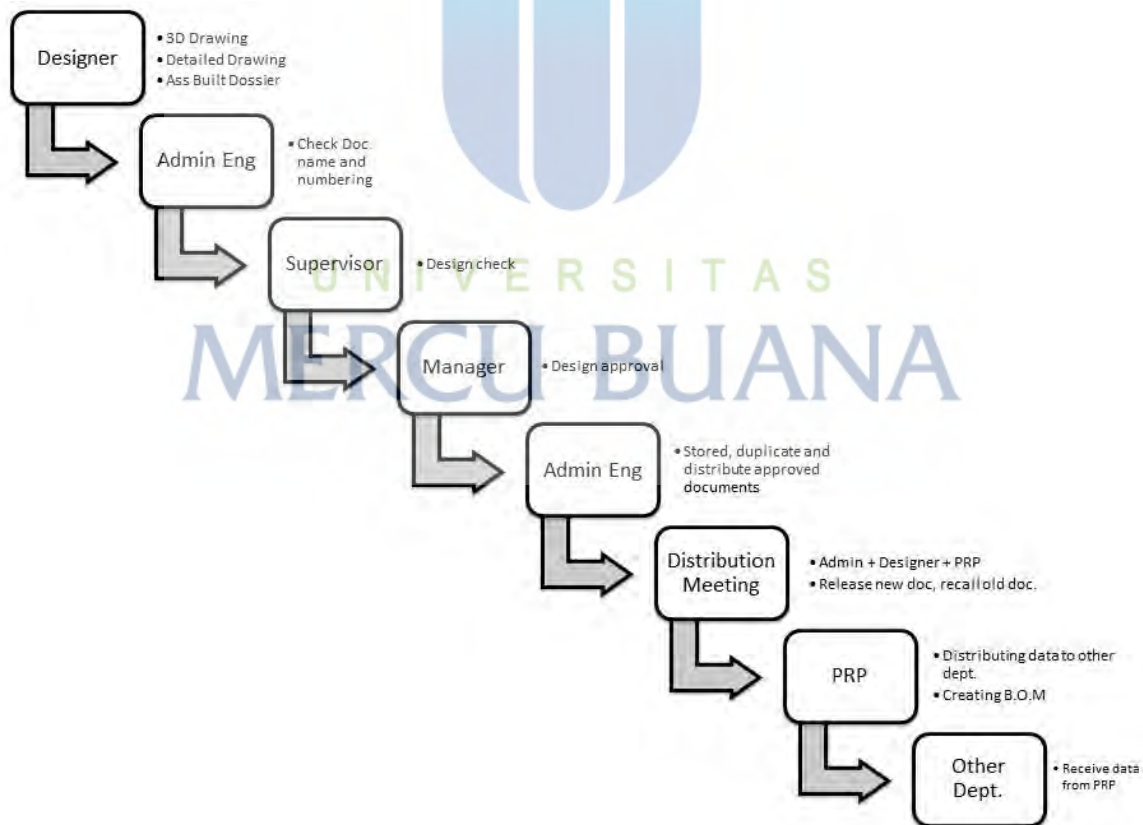 Designer
• 3D Drawing
• Detailed Drawing
• Ass Built Dossier
Admin Eng
• Check Doc
name and
numbering
Supervisor
• Design check
UNIVERSITAS
MERCU BUANA
Manager
• Design approval
Admin Eng
• Stored, duplicate and
distribute approved
documents
Distribution
Meeting
• Admin + Designer + PRP
• Release new doc, recall old doc.
PRP
• Distributing data to other
dept.
• Creating B.O.M
Other
Dept.
• Receive data
from PRP